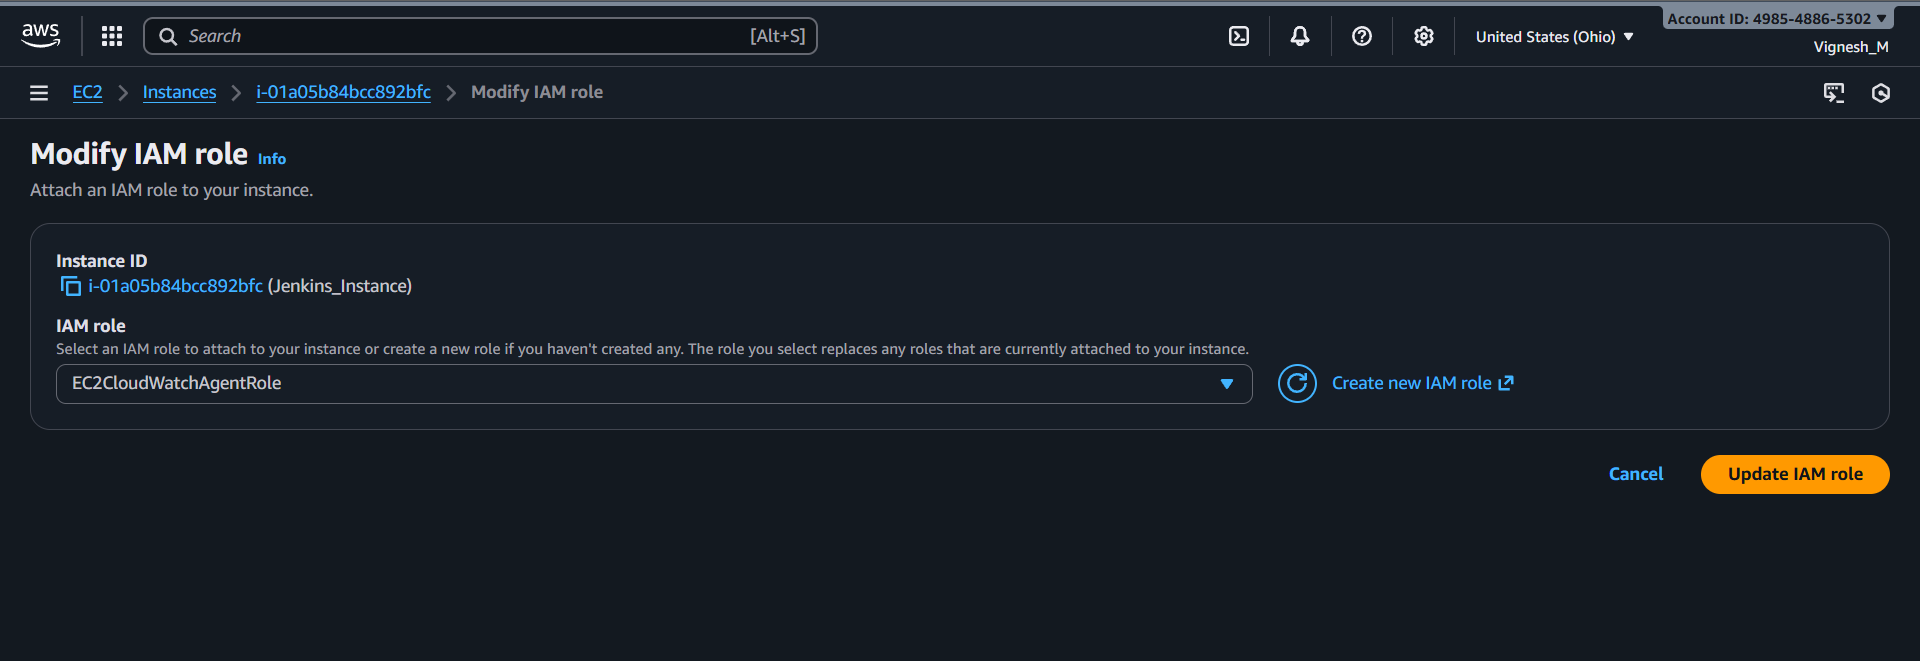 aws
Search [Alt+S]
United States (Ohio)
Account ID: 4985-4886-5302
Vignesh_M
EC2 Instances i-01a05b84bcc892bfc Modify IAM role
Modify IAM role Info
Attach an IAM role to your instance.
Instance ID
i-01a05b84bcc892bfc (Jenkins_Instance)
IAM role
Select an IAM role to attach to your instance or create a new role if you haven't created any. The role you select replaces any roles that are currently attached to your instance.
EC2CloudWatchAgentRole
Create new IAM role
Cancel Update IAM role